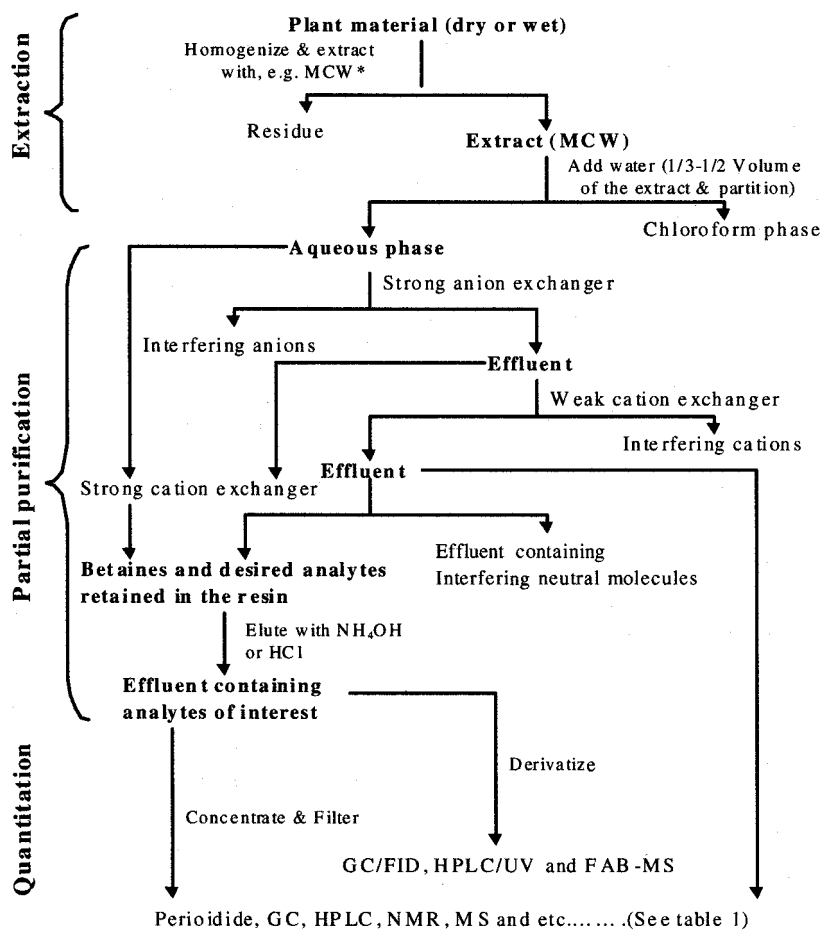 Plant material (dry or wet)
Homogenize & extract
with, e.g. MCW*
Extraction
Residue
Extract (MCW)
Add water (1/3-1/2 Volume
of the extract & partition)
Chloroform phase
Aqueous phase
Strong anion exchanger
Interfering anions
Effluent
Weak cation exchanger
Interfering cations
Partial purification
Effluent
Strong cation exchanger
Effluent containing
Interfering neutral molecules
Betaines and desired analytes
retained in the resin
Elute with NH₄OH
or HCl
Effluent containing
analytes of interest
Derivatize
Quantitation
Concentrate & Filter
GC/FID, HPLC/UV and FAB-MS
Perioidide, GC, HPLC, NMR, MS and etc.... ... .(See table 1)